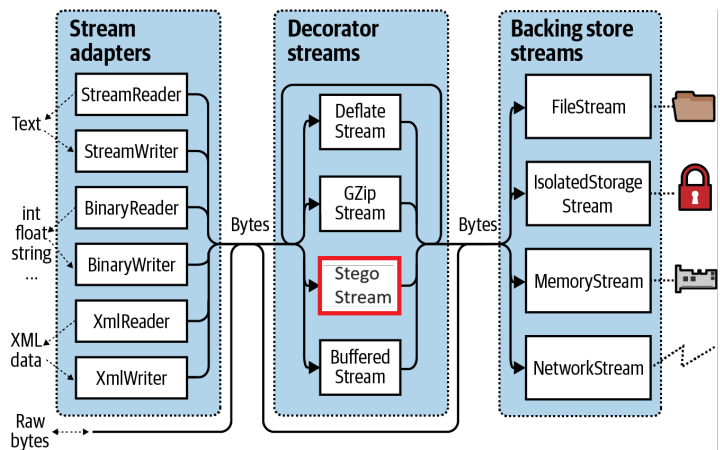 Stream
adapters
Decorator
streams
Backing store
streams
StreamReader
StreamWriter
BinaryReader
BinaryWriter
XmlReader
XmlWriter
Text
int
float
string
...
XML
data
Raw
bytes
Bytes
Deflate
Stream
GZip
Stream
Stego
Stream
Buffered
Stream
Bytes
FileStream
IsolatedStorage
Stream
MemoryStream
NetworkStream